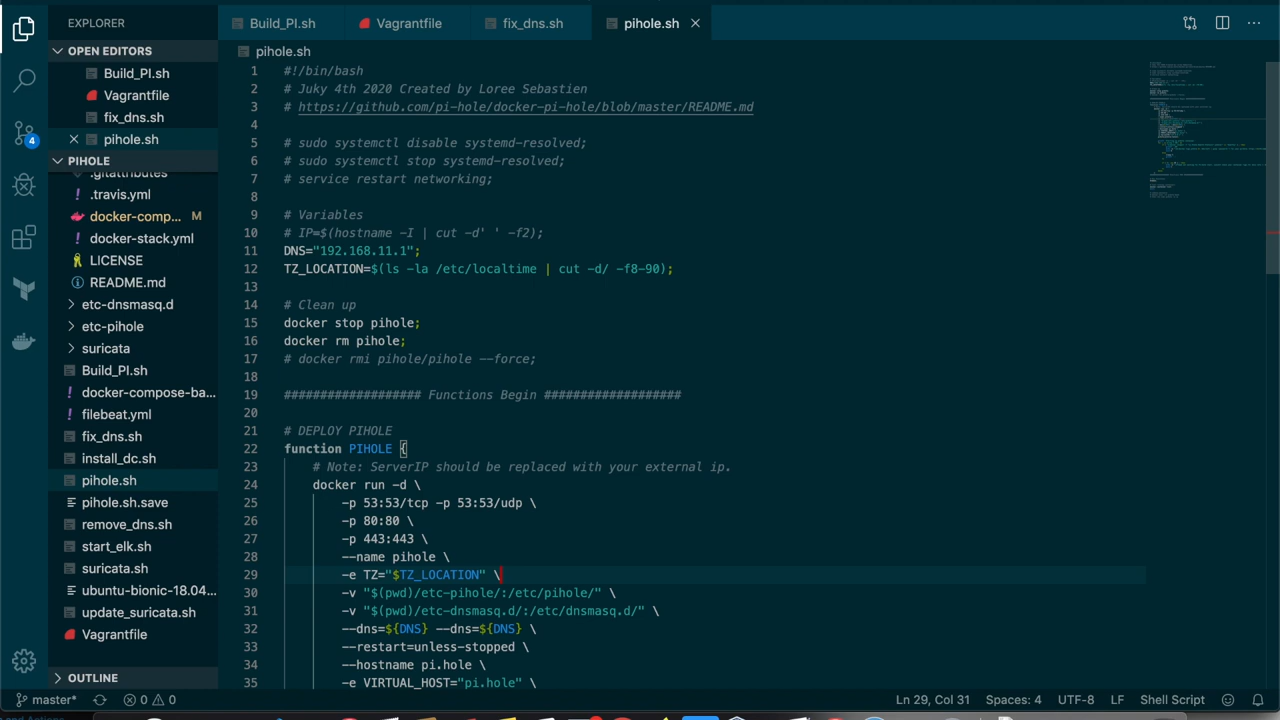 EXPLORER
OPEN EDITORS
Build_PI.sh
Vagrantfile
fix_dns.sh
pihole.sh
PIHOLE
.gitattributes
.travis.yml
docker-comp... M
docker-stack.yml
LICENSE
README.md
etc-dnsmasq.d
etc-pihole
suricata
Build_PI.sh
docker-compose-ba...
filebeat.yml
fix_dns.sh
install_dc.sh
pihole.sh
pihole.sh.save
remove_dns.sh
start_elk.sh
suricata.sh
ubuntu-bionic-18.04...
update_suricata.sh
Vagrantfile
OUTLINE
4
Build_PI.sh Vagrantfile fix_dns.sh pihole.sh
pihole.sh
1 #!/bin/bash
2 # Juky 4th 2020 Created by Loree Sebastien
3 # https://github.com/pi-hole/docker-pi-hole/blob/master/README.md
4
5 # sudo systemctl disable systemd-resolved;
6 # sudo systemctl stop systemd-resolved;
7 # service restart networking;
8
9 # Variables
10 # IP=$(hostname -I | cut -d' ' -f2);
11 DNS="192.168.11.1";
12 TZ_LOCATION=$(ls -la /etc/localtime | cut -d/ -f8-90);
13
14 # Clean up
15 docker stop pihole;
16 docker rm pihole;
17 # docker rmi pihole/pihole --force;
18
19 ################### Functions Begin ###################
20
21 # DEPLOY PIHOLE
22 function PIHOLE {
23 # Note: ServerIP should be replaced with your external ip.
24 docker run -d \
25 -p 53:53/tcp -p 53:53/udp \
26 -p 80:80 \
27 -p 443:443 \
28 --name pihole \
29 -e TZ="$TZ_LOCATION" \
30 -v "$(pwd)/etc-pihole/:/etc/pihole/" \
31 -v "$(pwd)/etc-dnsmasq.d/:/etc/dnsmasq.d/" \
32 --dns=${DNS} --dns=${DNS} \
33 --restart=unless-stopped \
34 --hostname pi.hole \
35 -e VIRTUAL_HOST="pi.hole" \
master* 0 0 Ln 29, Col 31 Spaces: 4 UTF-8 LF Shell Script